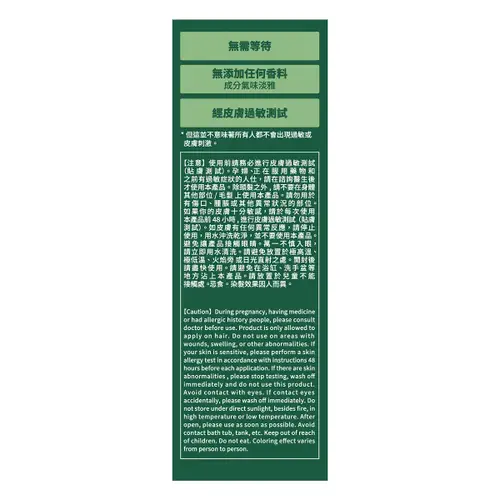 無需等待
無添加任何香料
成分氣味淡雅
經皮膚過敏測試
* 但這並不意味著所有人都不會出現過敏或
皮膚刺激。
【注意】使用前請務必進行皮膚過敏測試
(貼膚測試)。孕婦、正在服用藥物和
之前有過敏症狀的人仕，請在諮詢醫生後
才使用本產品。除頭髮之外，請不要在身體
其他部位/毛髮上使用本產品。請勿用於
有傷口、腫脹或其他異常狀況的部位。
如果你的皮膚十分敏感，請於每次使用
本產品前48小時，進行皮膚過敏測試(貼膚
測試)。如皮膚有任何異常反應，請停止
使用，用水沖洗乾淨，並不要使用本產品。
避免讓產品接觸眼睛，萬一不慎入眼，
請立即用水清洗。請避免放置於極高溫、
極低溫、火焰旁或日光直射之處。開封後
請盡快使用。請避免在浴缸、洗手盆等
地方沾上本產品。請放置於兒童不能
接觸處。忌食。染髮效果因人而異。
【Caution】During pregnancy, having medicine
or had allergic history people, please consult
doctor before use. Product is only allowed to
apply on hair. Do not use on areas with
wounds, swelling, or other abnormalities. If
your skin is sensitive, please perform a skin
allergy test in accordance with instructions 48
hours before each application. If there are skin
abnormalities , please stop testing, wash off
immediately and do not use this product.
Avoid contact with eyes. If contact eyes
accidentally, please wash off immediately. Do
not store under direct sunlight, besides fire, in
high temperature or low temperature. After
open, please use as soon as possible. Avoid
contact bath tub, tank, etc. Keep out of reach
of children. Do not eat. Coloring effect varies
from person to person.